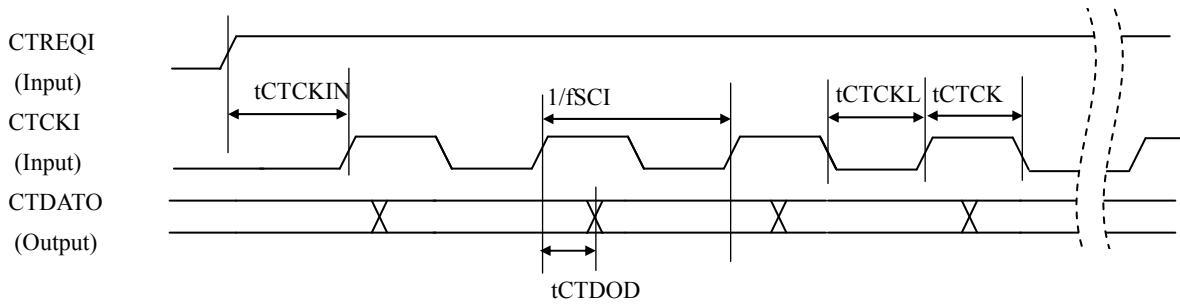 CTREQI
(Input)
tCTCKIN
1/fSCI
tCTCKL
tCTCK
CTCKI
(Input)
CTDATO
(Output)
tCTDOD